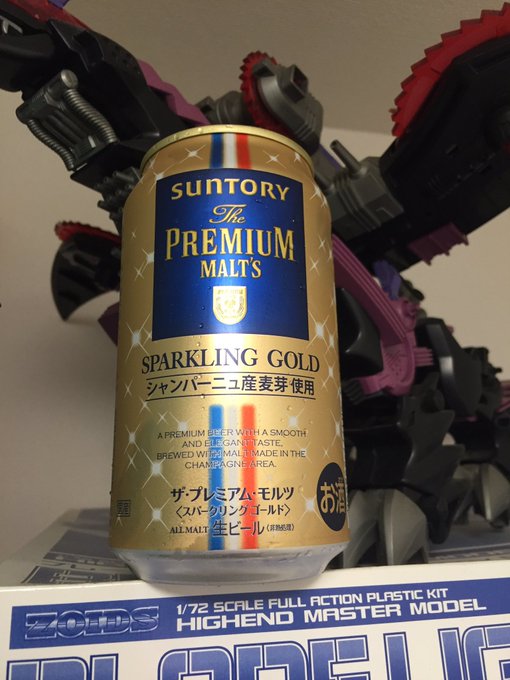 SUNTORY
The
PREMIUM
MALT'S
SPARKLING GOLD
シャンパーニュ産麦芽使用
A PREMIUM BEER WITH A SMOOTH
AND ELEGANT TASTE,
BREWED WITH MALT MADE IN THE
CHAMPAGNE AREA.
ザ・プレミアム・モルツ
〈スパークリング ゴールド〉
ALL MALT 生ビール(非熱処理)
お酒
ZOIDS
1/72 SCALE FULL ACTION PLASTIC KIT
HIGHEND MASTER MODEL